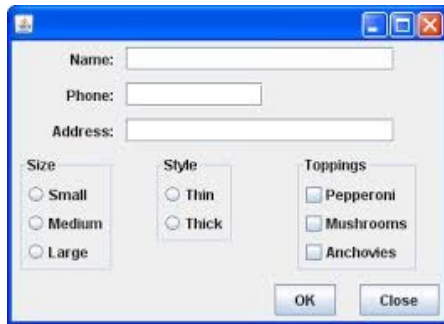 Name:
Phone:
Address:
Size Style Toppings
Small Thin Pepperoni
Medium Thick Mushrooms
Large Anchovies
OK Close